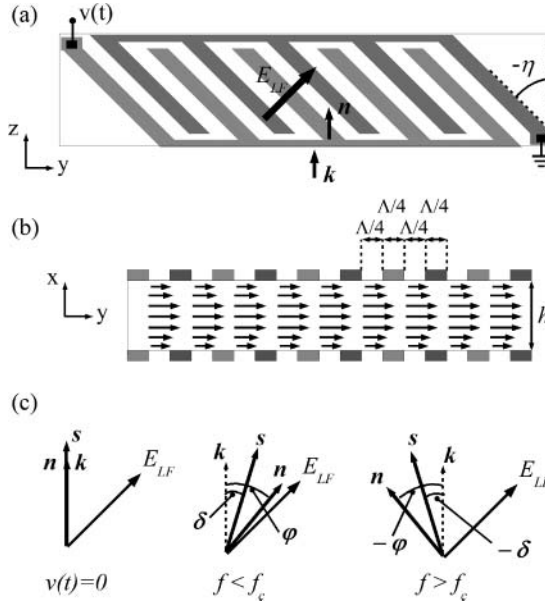 (a)
v(t)
-η
E_LF
n
z
y
k
(b)
Λ/4
Λ/4 Λ/4
Λ/4
x
y
h
(c)
s
n k
E_LF
v(t)=0
k s
n E_LF
δ
φ
f < f_c
s k
n E_LF
-φ -δ
f > f_c